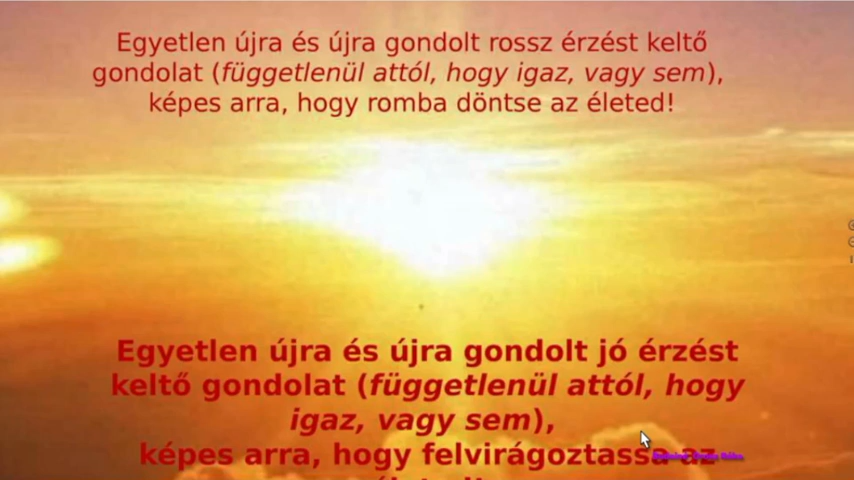 Egyetlen újra és újra gondolt rossz érzést keltő
gondolat (függetlenül attól, hogy igaz, vagy sem),
képes arra, hogy romba döntse az életed!
Egyetlen újra és újra gondolt jó érzést
keltő gondolat (függetlenül attól, hogy
igaz, vagy sem),
képes arra, hogy felvirágoztassa az